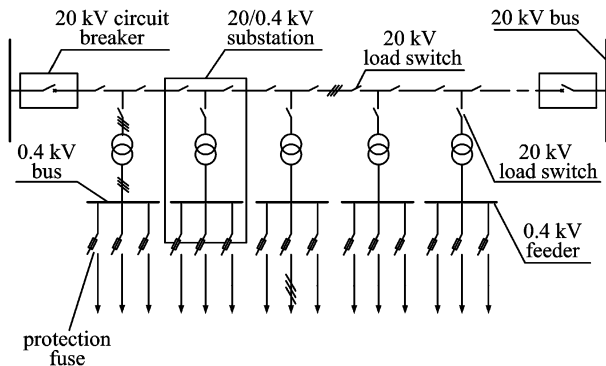 20 kV circuit
breaker
20/0.4 kV
substation
20 kV
load switch
20 kV bus
0.4 kV
bus
20 kV
load switch
0.4 kV
feeder
protection
fuse